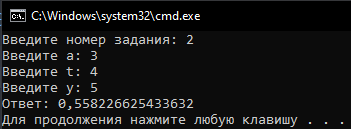 C:\Windows\system32\cmd.exe
Введите номер задания: 2
Введите a: 3
Введите t: 4
Введите y: 5
Ответ: 0,558226625433632
Для продолжения нажмите любую клавишу . . .